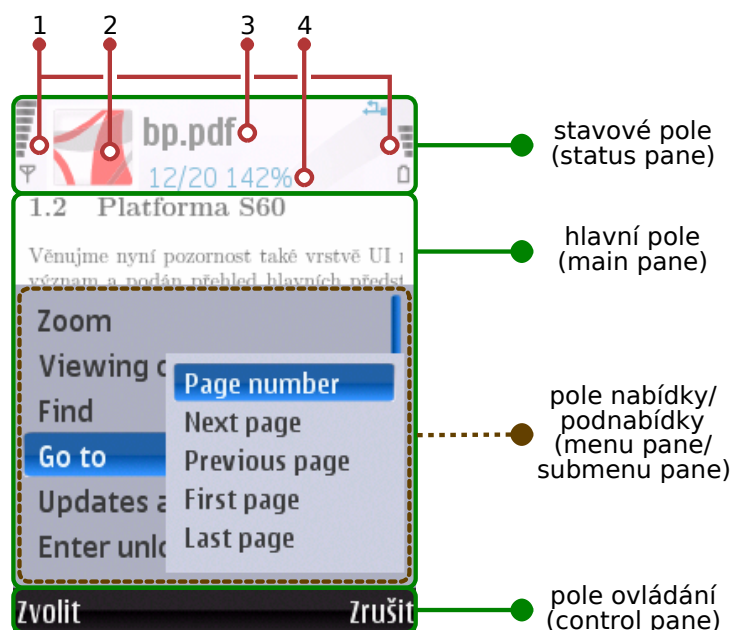 1 2 3 4
bp.pdf
12/20 142%
stavové pole
(status pane)
1.2 Platforma S60
Věnujme nyní pozornost také vrstvě UI
význam a podán přehled hlavních předst
hlavní pole
(main pane)
Zoom
Viewing
Find
Go to
Updates
Enter
Page number
Next page
Previous page
First page
Last page
pole nabídky/
podnabídky
(menu pane/
submenu pane)
Zvolit Zrušit
pole ovládání
(control pane)